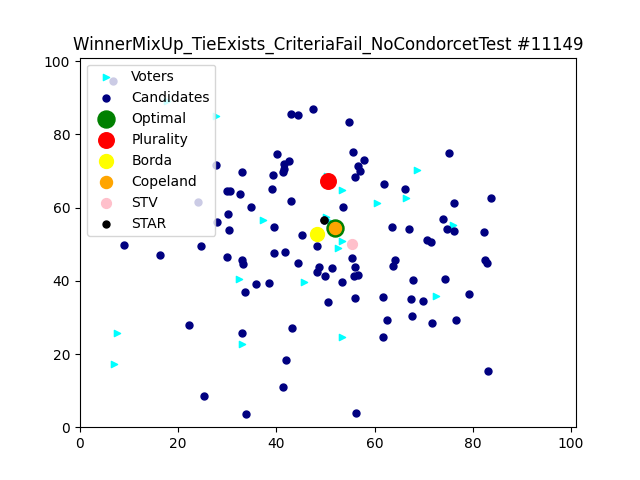 WinnerMixUp_TieExists_CriteriaFail_NoCondorcetTest #11149
100
80
60
40
20
0
0 20 40 60 80 100
Voters
Candidates
Optimal
Plurality
Borda
Copeland
STV
STAR